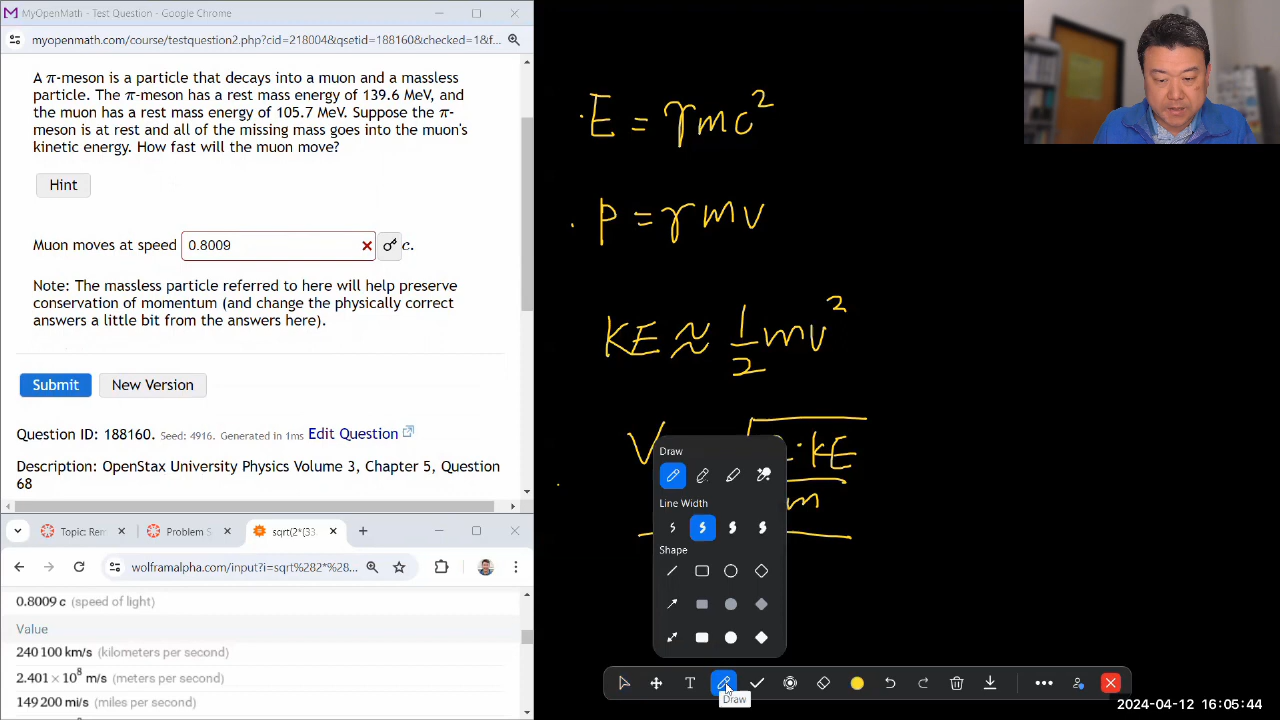 MyOpenMath - Test Question - Google Chrome
myopenmath.com/course/testquestion2.php?cid=218004&qsetid=188160&checked=1&f...
A π-meson is a particle that decays into a muon and a massless
particle. The π-meson has a rest mass energy of 139.6 MeV, and
the muon has a rest mass energy of 105.7 MeV. Suppose the π-
meson is at rest and all of the missing mass goes into the muon's
kinetic energy. How fast will the muon move?
Hint
Muon moves at speed 0.8009 c.
Note: The massless particle referred to here will help preserve
conservation of momentum (and change the physically correct
answers a little bit from the answers here).
Submit New Version
Question ID: 188160. Seed: 4916. Generated in 1ms Edit Question
Description: OpenStax University Physics Volume 3, Chapter 5, Question
68
Topic Rem Problem S sqrt(2*(33
wolframalpha.com/input?i=sqrt%282*%28...
0.8009 c (speed of light)
Value
240 100 km/s (kilometers per second)
2.401 × 10^8 m/s (meters per second)
149 200 mi/s (miles per second)
E = γmc²
p = γmv
KE ≈ 1/2 mv²
V
· KE
m
Draw
Line Width
Shape
Draw
2024-04-12 16:05:44